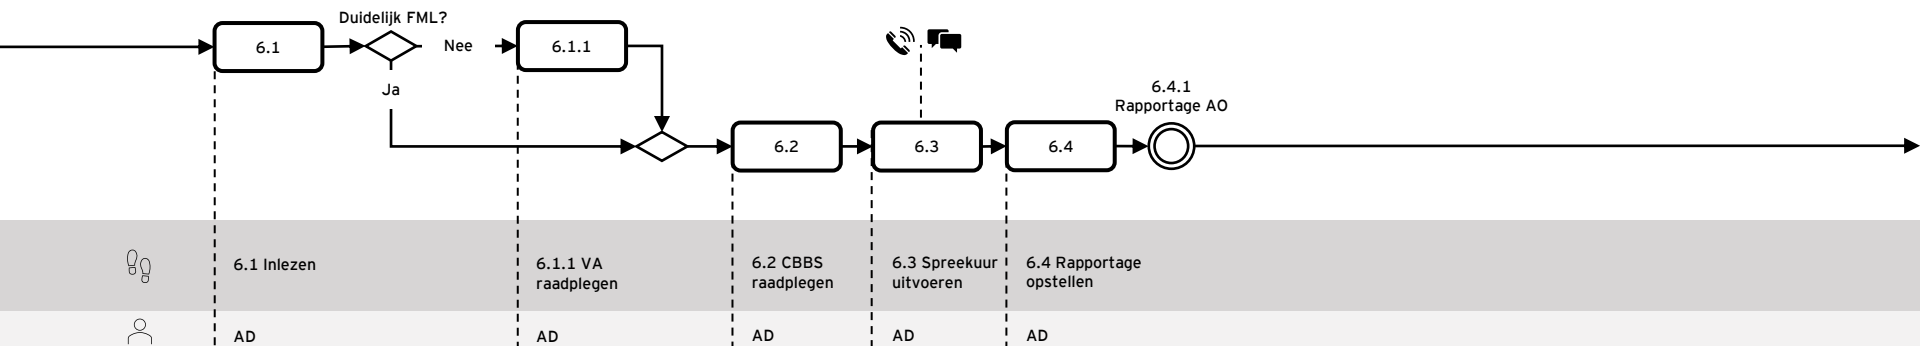 Duidelijk FML?
6.1
Nee
6.1.1
Ja
6.4.1
Rapportage AO
6.2
6.3
6.4
6.1 Inlezen
6.1.1 VA
raadplegen
6.2 CBBS
raadplegen
6.3 Spreekuur
uitvoeren
6.4 Rapportage
opstellen
AD
AD
AD
AD
AD